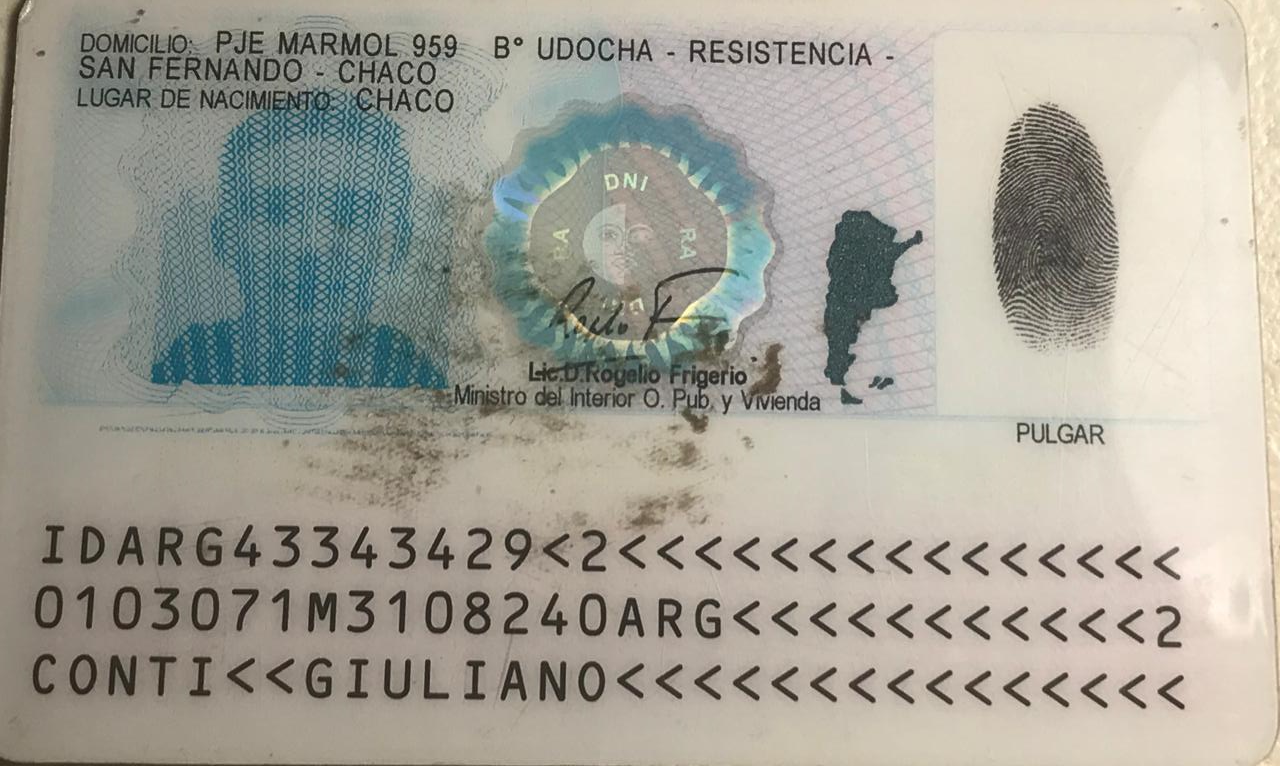 DOMICILIO: PJE MARMOL 959 B° UDOCHA - RESISTENCIA -
SAN FERNANDO - CHACO
LUGAR DE NACIMIENTO: CHACO
DNI
RA
RA
DNI
Lic.D.Rogelio Frigerio
Ministro del Interior O. Pub. y Vivienda
PULGAR
IDARG43343429<2<<<<<<<<<<<<<<<
0103071M3108240ARG<<<<<<<<<<<2
CONTI<<GIULIANO<<<<<<<<<<<<<<<